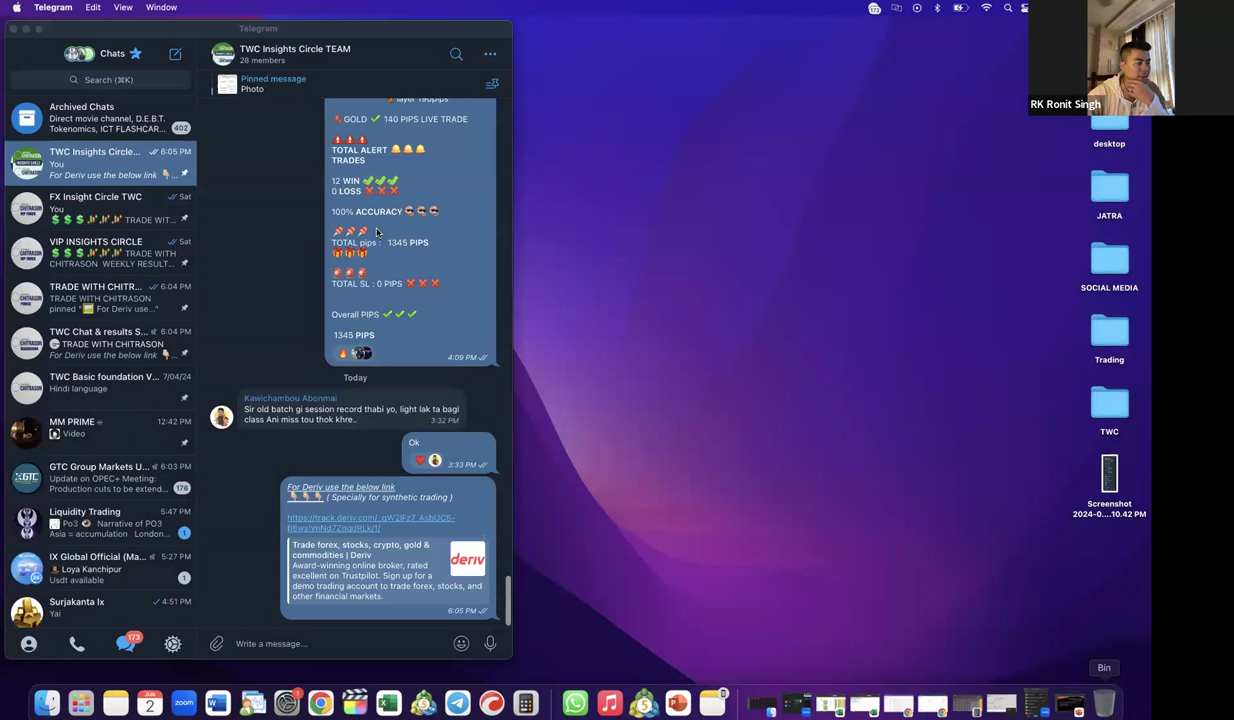 Telegram Edit View Window
173
Telegram
Chats
Search (⌘K)
Archived Chats
Direct movie channel, D.E.B.T.
Tokenomics, ICT FLASHCAR...
402
TWC Insights Circle... 6:05 PM
You
For Deriv use the below link
FX Insight Circle TWC Sat
You
TRADE WIT...
VIP INSIGHTS CIRCLE Sat
TRADE WITH
CHITRASON WEEKLY RESULT...
TRADE WITH CHITR... 6:04 PM
TRADE WITH CHITRASON
pinned "For Deriv use..."
TWC Chat & results S... 6:04 PM
TRADE WITH CHITRASON
For Deriv use the below link
TWC Basic foundation V... 7/04/24
Hindi language
MM PRIME 12:42 PM
Video
GTC Group Markets U... 6:03 PM
Update on OPEC+ Meeting:
Production cuts to be extend...
178
Liquidity Trading 5:47 PM
Po3 Narrative of PO3
Asia = accumulation London...
1
IX Global Official (Ma... 5:27 PM
Loya Kanchipur
Usdt available
1
Surjakanta Ix 4:51 PM
Yai
173
TWC Insights Circle TEAM
28 members
Pinned message
Photo
layer 190pips
GOLD ✅ 140 PIPS LIVE TRADE
🚨🚨🚨
TOTAL ALERT 🔔🔔🔔
TRADES
12 WIN ✅✅✅
0 LOSS ❌❌❌
100% ACCURACY 😎😎😎
📌📌📌
TOTAL pips : 1345 PIPS
🎁🎁🎁
🚨🚨🚨
TOTAL SL : 0 PIPS ❌❌❌
Overall PIPS ✅✅✅
1345 PIPS
4:09 PM
Today
Kawichambou Abonmai
Sir old batch gi session record thabi yo, light lak ta bagi
class Ani miss tou thok khre..
3:32 PM
Ok
3:33 PM
For Deriv use the below link
👇👇👇 ( Specially for synthetic trading )
Trade forex, stocks, crypto, gold &
commodities | Deriv
Award-winning online broker, rated
excellent on Trustpilot. Sign up for a
demo trading account to trade forex, stocks, and
other financial markets.
deriv
6:05 PM
Write a message...
RK Ronit Singh
desktop
JATRA
SOCIAL MEDIA
Trading
TWC
Screenshot
2024-0....10.42 PM
Bin
JUN
2
zoom
1